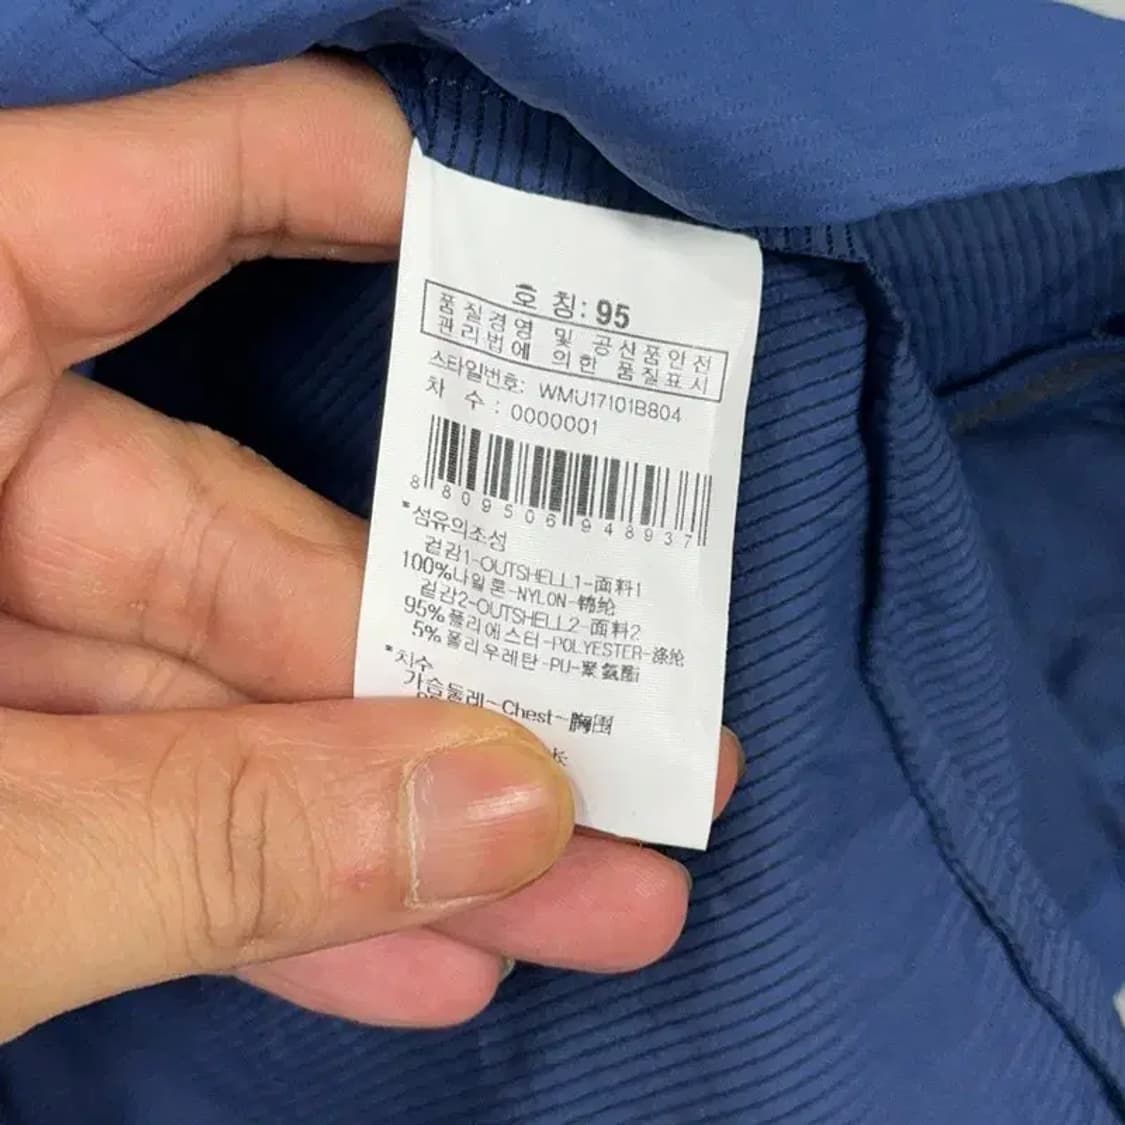 호 칭: 95
품질경영 및 공산품안전
관리법에 의한 품질표시
스타일번호: WMU17101B804
차 수: 0000001
8 809506 948937
*섬유의조성
겉감1-OUTSHELL1-面料1
100%나일론-NYLON-锦纶
겉감2-OUTSHELL2-面料2
95%폴리에스터-POLYESTER-涤纶
5%폴리우레탄-PU-聚氨酯
*치수
가슴둘레-Chest-胸围
长